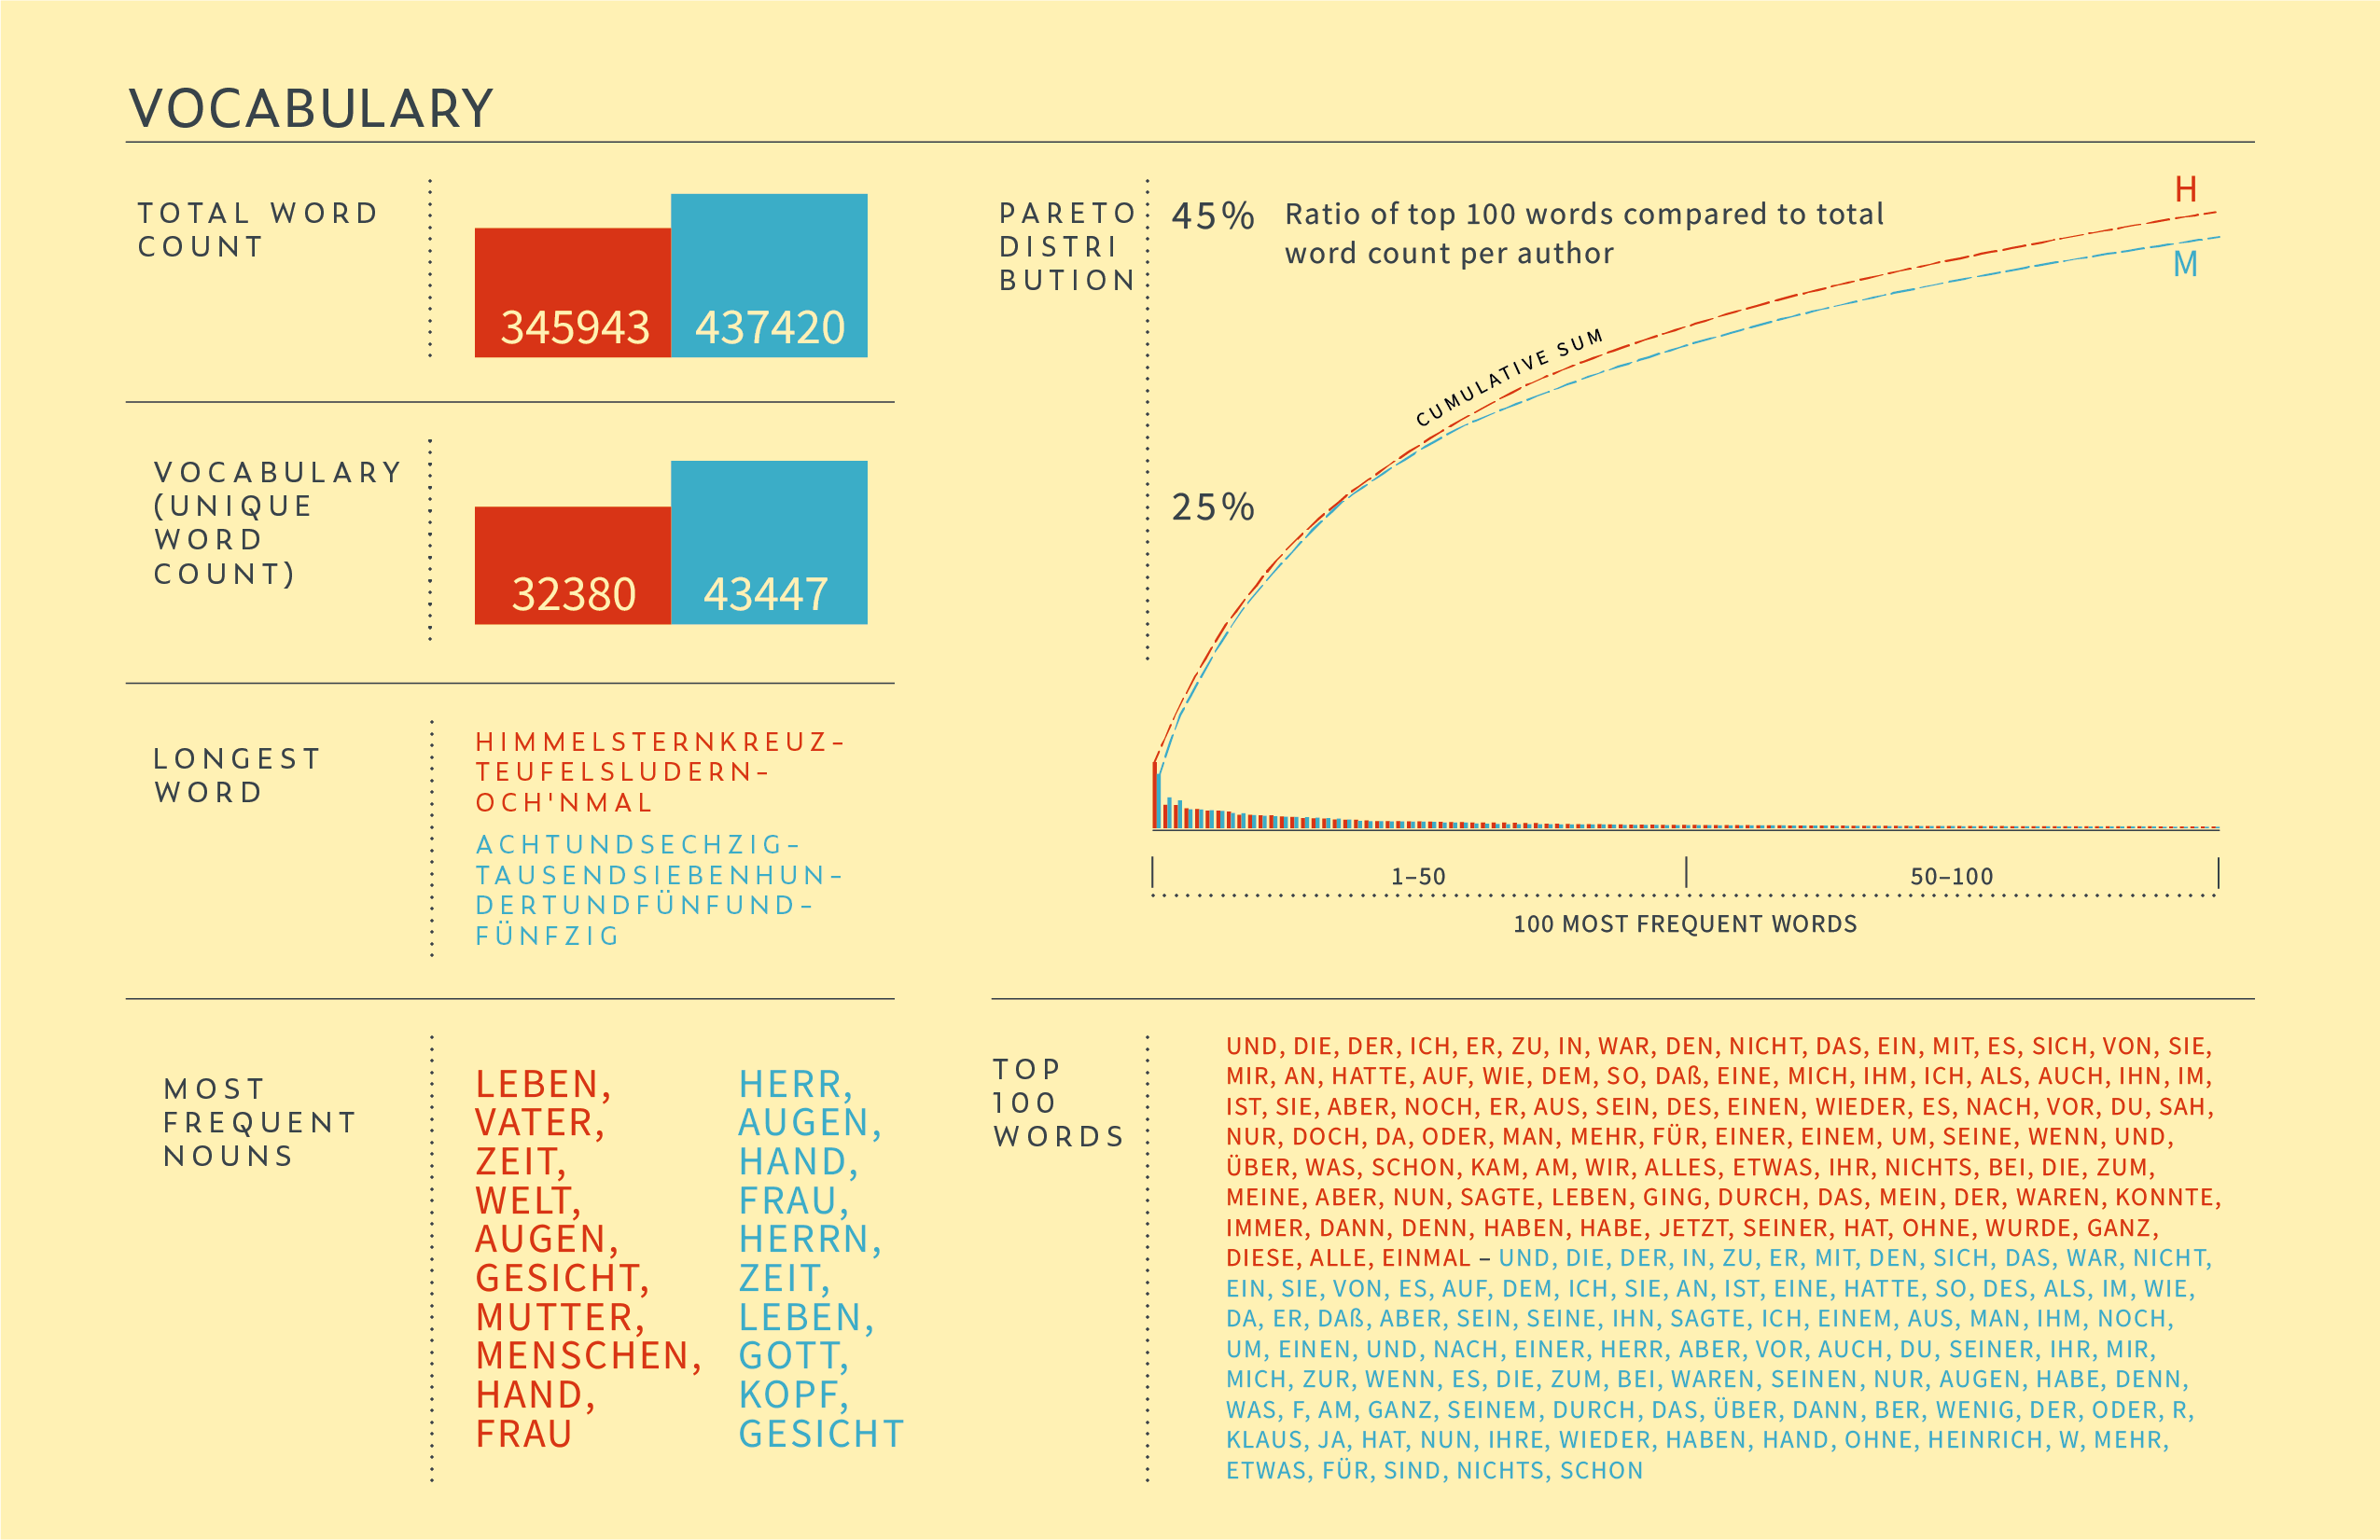 VOCABULARY
TOTAL WORD
COUNT
345943
437420
VOCABULARY
(UNIQUE
WORD
COUNT)
32380
43447
LONGEST
WORD
HIMMELSTERNKREUZ-
TEUFELSLUDERN-
OCH'NMAL
ACHTUNDSECHZIG-
TAUSENDSIEBENHUN-
DERTUNDFÜNFUND-
FÜNFZIG
MOST
FREQUENT
NOUNS
LEBEN,
VATER,
ZEIT,
WELT,
AUGEN,
GESICHT,
MUTTER,
MENSCHEN,
HAND,
FRAU
HERR,
AUGEN,
HAND,
FRAU,
HERRN,
ZEIT,
LEBEN,
GOTT,
KOPF,
GESICHT
PARETO
DISTRI
BUTION
45%
Ratio of top 100 words compared to total
word count per author
H
M
CUMULATIVE SUM
25%
1–50
50–100
100 MOST FREQUENT WORDS
TOP
100
WORDS
UND, DIE, DER, ICH, ER, ZU, IN, WAR, DEN, NICHT, DAS, EIN, MIT, ES, SICH, VON, SIE,
MIR, AN, HATTE, AUF, WIE, DEM, SO, DAß, EINE, MICH, IHM, ICH, ALS, AUCH, IHN, IM,
IST, SIE, ABER, NOCH, ER, AUS, SEIN, DES, EINEN, WIEDER, ES, NACH, VOR, DU, SAH,
NUR, DOCH, DA, ODER, MAN, MEHR, FÜR, EINER, EINEM, UM, SEINE, WENN, UND,
ÜBER, WAS, SCHON, KAM, AM, WIR, ALLES, ETWAS, IHR, NICHTS, BEI, DIE, ZUM,
MEINE, ABER, NUN, SAGTE, LEBEN, GING, DURCH, DAS, MEIN, DER, WAREN, KONNTE,
IMMER, DANN, DENN, HABEN, HABE, JETZT, SEINER, HAT, OHNE, WURDE, GANZ,
DIESE, ALLE, EINMAL – UND, DIE, DER, IN, ZU, ER, MIT, DEN, SICH, DAS, WAR, NICHT,
EIN, SIE, VON, ES, AUF, DEM, ICH, SIE, AN, IST, EINE, HATTE, SO, DES, ALS, IM, WIE,
DA, ER, DAß, ABER, SEIN, SEINE, IHN, SAGTE, ICH, EINEM, AUS, MAN, IHM, NOCH,
UM, EINEN, UND, NACH, EINER, HERR, ABER, VOR, AUCH, DU, SEINER, IHR, MIR,
MICH, ZUR, WENN, ES, DIE, ZUM, BEI, WAREN, SEINEN, NUR, AUGEN, HABE, DENN,
WAS, F, AM, GANZ, SEINEM, DURCH, DAS, ÜBER, DANN, BER, WENIG, DER, ODER, R,
KLAUS, JA, HAT, NUN, IHRE, WIEDER, HABEN, HAND, OHNE, HEINRICH, W, MEHR,
ETWAS, FÜR, SIND, NICHTS, SCHON